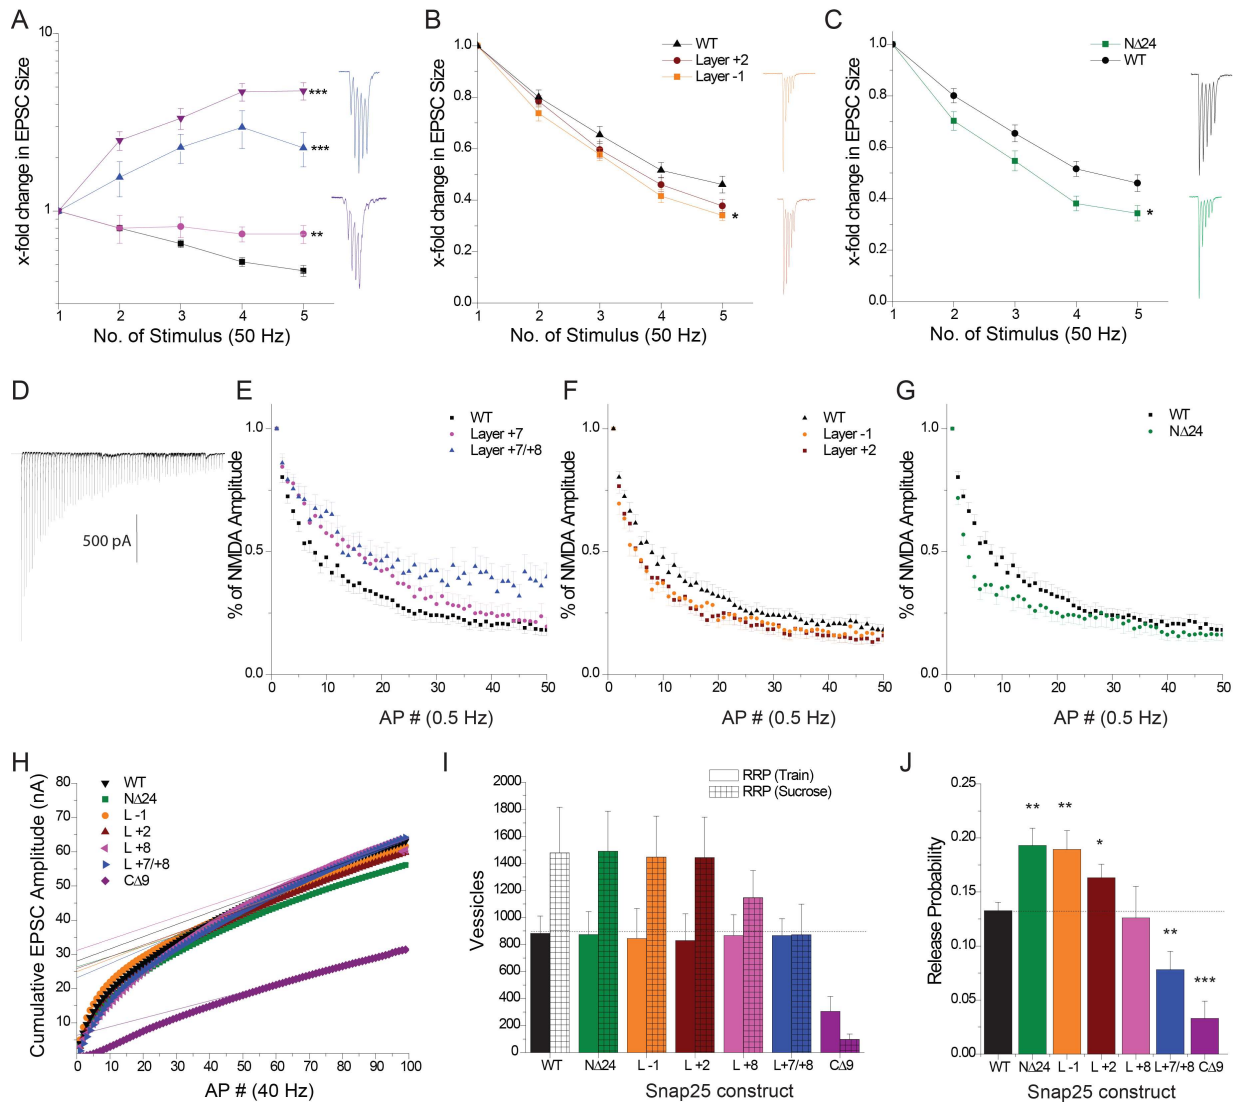 A
10
1
x-fold change in EPSC Size
***
***
**
1 2 3 4 5
No. of Stimulus (50 Hz)
B
1.0
0.8
0.6
0.4
0.2
0.0
x-fold change in EPSC Size
WT
Layer +2
Layer -1
*
1 2 3 4 5
No. of Stimulus (50 Hz)
C
1.0
0.8
0.6
0.4
0.2
0.0
x-fold change in EPSC Size
NΔ24
WT
*
1 2 3 4 5
No. of Stimulus (50 Hz)
D
500 pA
E
1.0
0.5
0.0
% of NMDA Amplitude
WT
Layer +7
Layer +7/+8
0 10 20 30 40 50
AP # (0.5 Hz)
F
1.0
0.5
0.0
% of NMDA Amplitude
WT
Layer -1
Layer +2
0 10 20 30 40 50
AP # (0.5 Hz)
G
1.0
0.5
0.0
% of NMDA Amplitude
WT
NΔ24
0 10 20 30 40 50
AP # (0.5 Hz)
H
80
70
60
50
40
30
20
10
Cumulative EPSC Amplitude (nA)
WT
NΔ24
L -1
L +2
L +8
L +7/+8
CΔ9
0 10 20 30 40 50 60 70 80 90 100
AP # (40 Hz)
I
2000
1800
1600
1400
1200
1000
800
600
400
200
0
Vessicles
RRP (Train)
RRP (Sucrose)
WT NΔ24 L -1 L +2 L +8 L+7/+8 CΔ9
Snap25 construct
J
0.25
0.20
0.15
0.10
0.05
0.00
Release Probability
**
**
*
**
***
WT NΔ24 L -1 L +2 L +8 L+7/+8 CΔ9
Snap25 construct